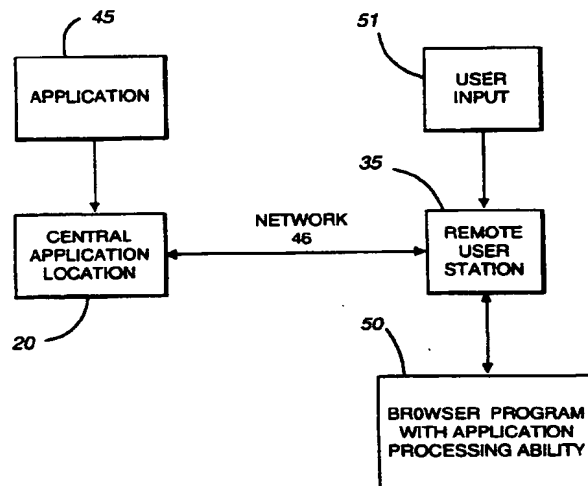 45
APPLICATION
51
USER
INPUT
35
CENTRAL
APPLICATION
LOCATION
20
NETWORK
46
REMOTE
USER
STATION
50
BR0WSER PROGRAM
WITH APPLICATION
PROCESSING ABILITY